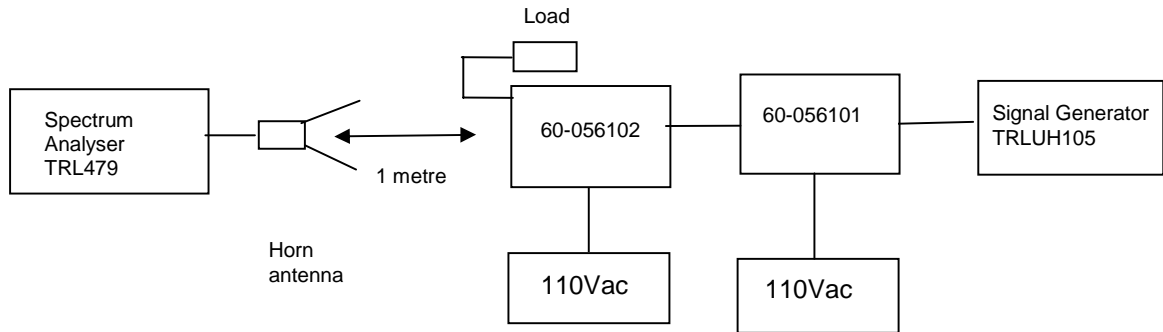 Load
Spectrum
Analyser
TRL479
1 metre
Horn
antenna
60-056102
60-056101
Signal Generator
TRLUH105
110Vac
110Vac